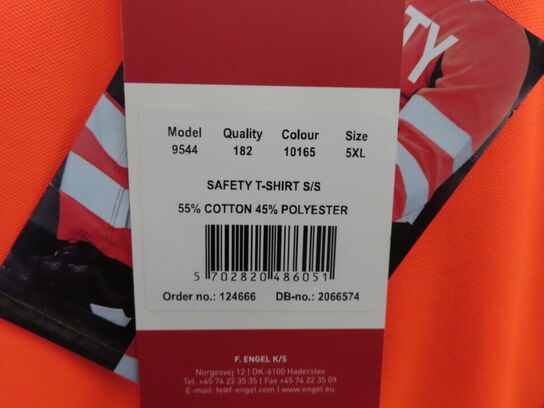 TY
Model Quality Colour Size
9544 182 10165 5XL
SAFETY T-SHIRT S/S
55% COTTON 45% POLYESTER
5 702820 486051
Order no.: 124666 DB-no.: 2066574
F. ENGEL K/S
Norgesvej 12 | DK-6100 Haderslev
Tel. +45 74 22 35 35 | Fax +45 74 22 35 09
E-mail: fe@f-engel.com | www.engel.eu